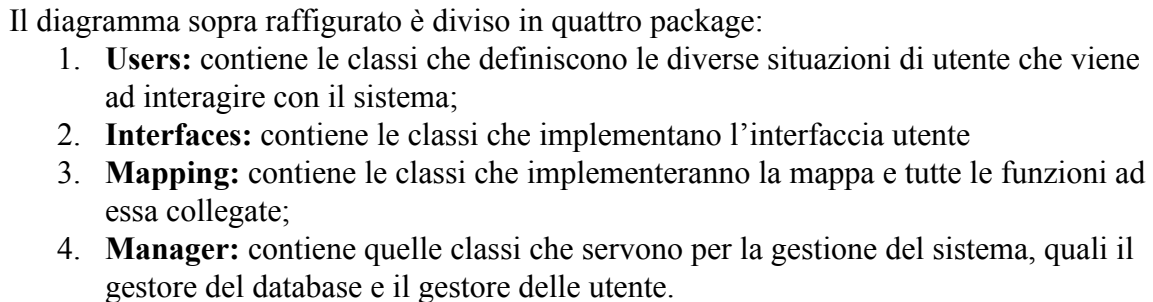 Il diagramma sopra raffigurato è diviso in quattro package:
1. Users: contiene le classi che definiscono le diverse situazioni di utente che viene
ad interagire con il sistema;
2. Interfaces: contiene le classi che implementano l’interfaccia utente
3. Mapping: contiene le classi che implementeranno la mappa e tutte le funzioni ad
essa collegate;
4. Manager: contiene quelle classi che servono per la gestione del sistema, quali il
gestore del database e il gestore delle utente.